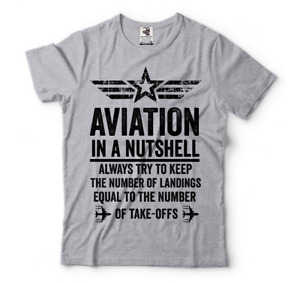 AVIATION
IN A NUTSHELL
ALWAYS TRY TO KEEP
THE NUMBER OF LANDINGS
EQUAL TO THE NUMBER
OF TAKE-OFFS